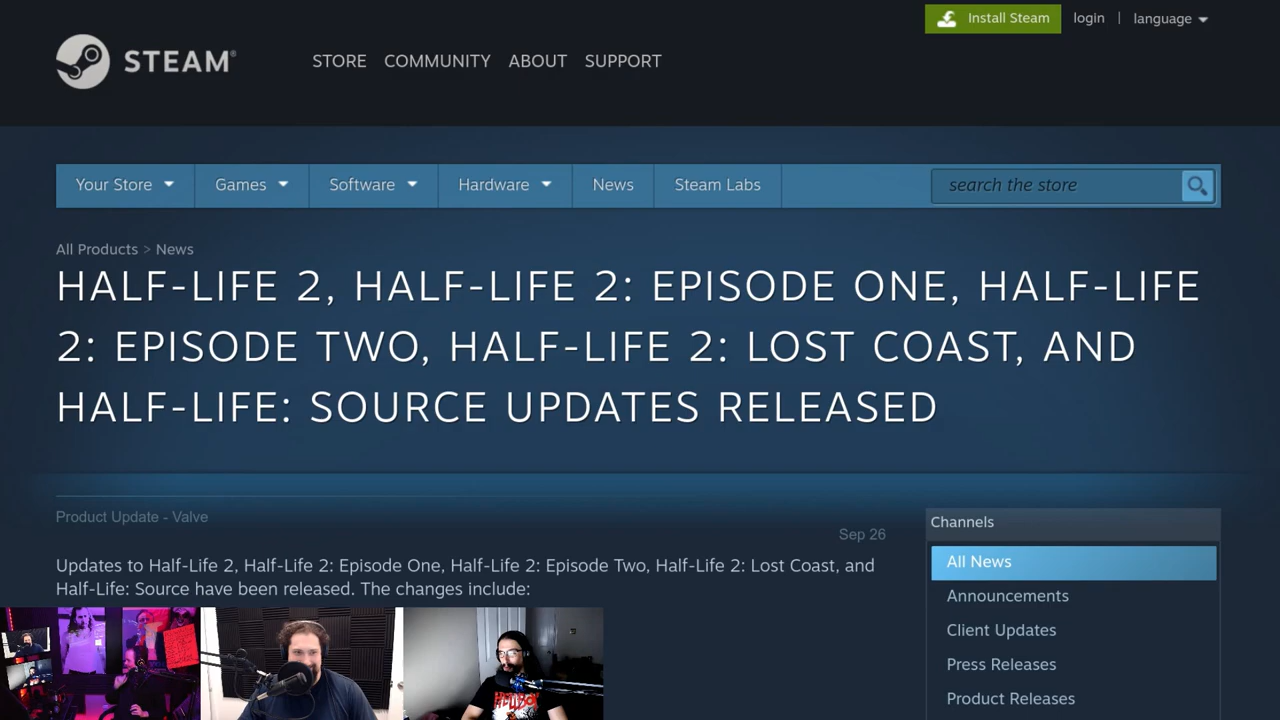 Install Steam
login | language
STEAM®
STORE COMMUNITY ABOUT SUPPORT
Your Store Games Software Hardware News Steam Labs
search the store
All Products > News
HALF-LIFE 2, HALF-LIFE 2: EPISODE ONE, HALF-LIFE
2: EPISODE TWO, HALF-LIFE 2: LOST COAST, AND
HALF-LIFE: SOURCE UPDATES RELEASED
Product Update - Valve
Sep 26
Updates to Half-Life 2, Half-Life 2: Episode One, Half-Life 2: Episode Two, Half-Life 2: Lost Coast, and
Half-Life: Source have been released. The changes include:
Channels
All News
Announcements
Client Updates
Press Releases
Product Releases